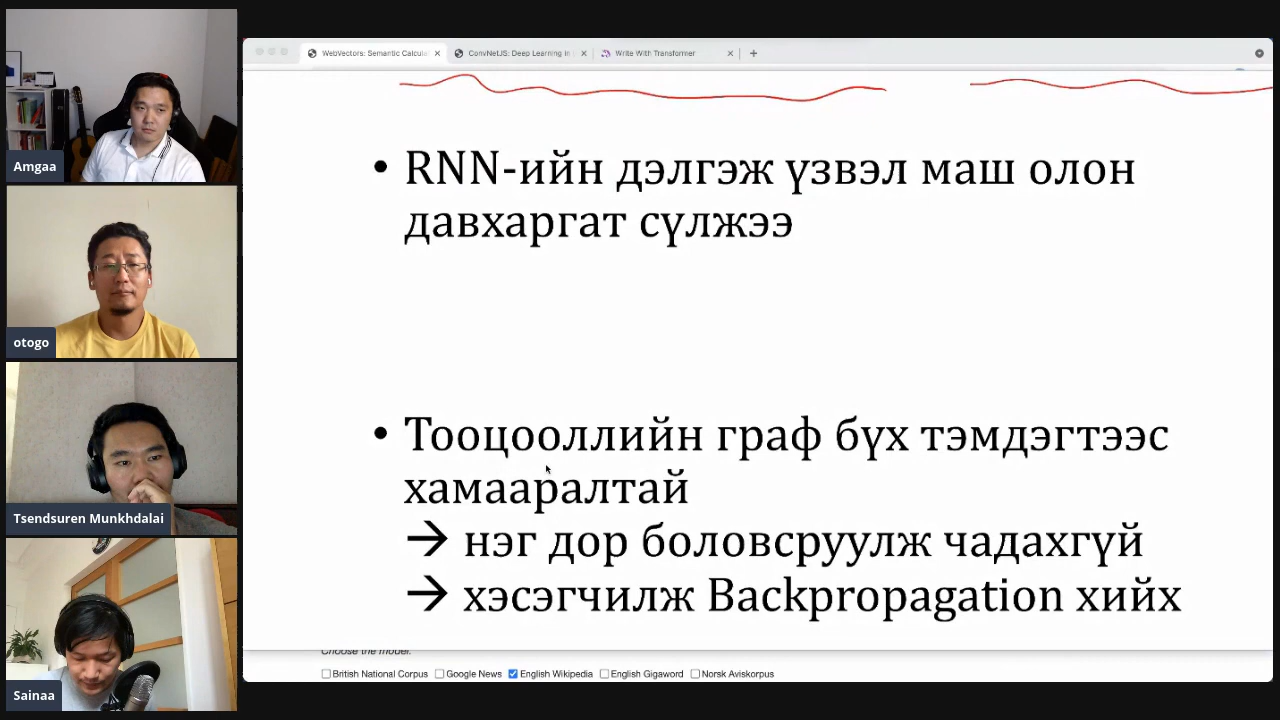 Amgaa
otogo
Tsendsuren Munkhdalai
Sainaa
WebVectors: Semantic Calcula
ConvNetJS: Deep Learning in
Write With Transformer
• RNN-ийн дэлгэж үзвэл маш олон
давхаргат сүлжээ
• Тооцооллийн граф бүх тэмдэгтээс
хамааралтай
→ нэг дор боловсруулж чадахгүй
→ хэсэгчилж Backpropagation хийх
Choose the model:
British National Corpus Google News English Wikipedia English Gigaword Norsk Aviskorpus